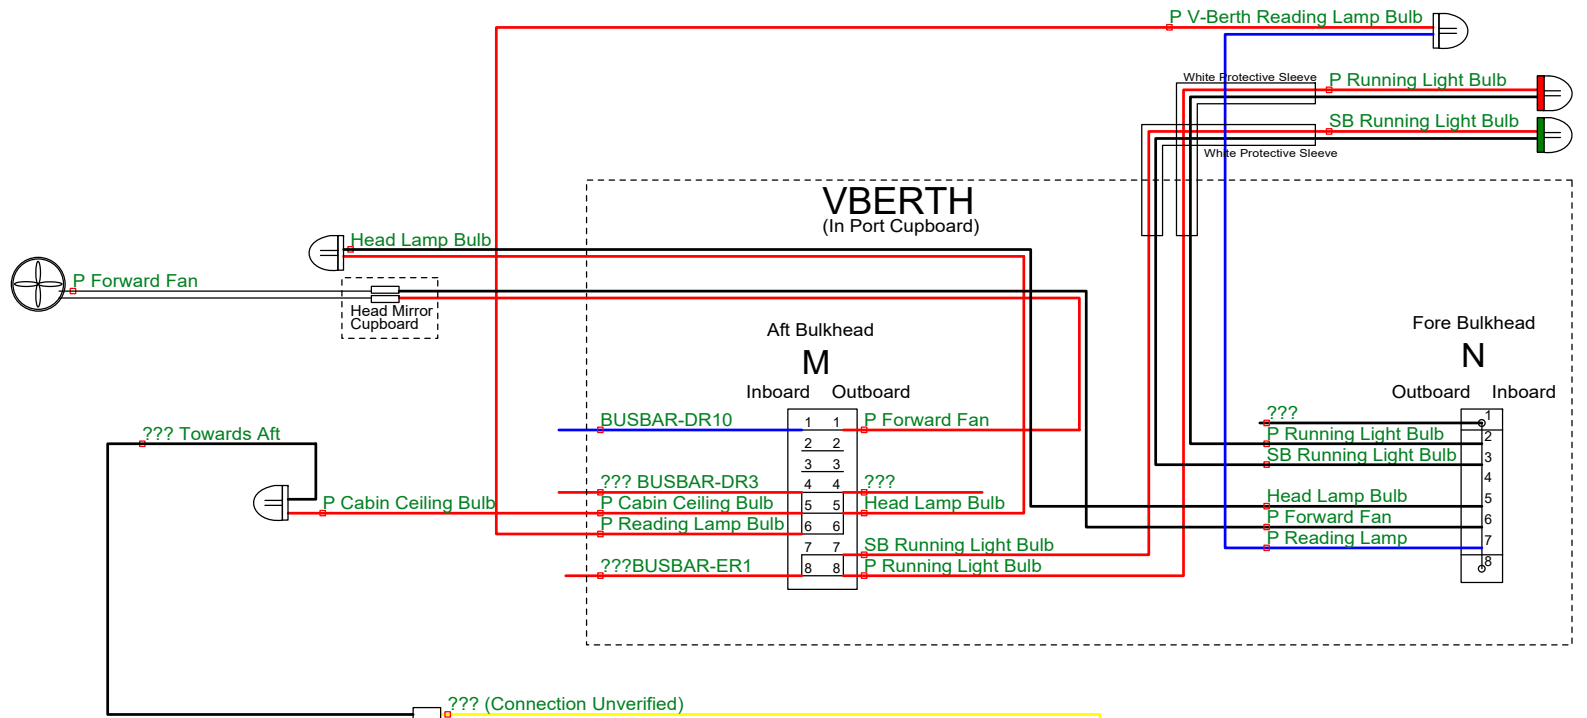 P V-Berth Reading Lamp Bulb
White Protective Sleeve
P Running Light Bulb
SB Running Light Bulb
White Protective Sleeve
VBERTH
(In Port Cupboard)
Head Lamp Bulb
P Forward Fan
Head Mirror
Cupboard
Aft Bulkhead
M
Inboard Outboard
Fore Bulkhead
N
Outboard Inboard
BUSBAR-DR10 1 1 P Forward Fan
2 2
3 3
??? BUSBAR-DR3 4 4 ???
P Cabin Ceiling Bulb 5 5 Head Lamp Bulb
P Reading Lamp Bulb 6 6
7 7 SB Running Light Bulb
???BUSBAR-ER1 8 8 P Running Light Bulb
??? 1
P Running Light Bulb 2
SB Running Light Bulb 3
4
Head Lamp Bulb 5
P Forward Fan 6
P Reading Lamp 7
8
??? Towards Aft
P Cabin Ceiling Bulb
??? (Connection Unverified)